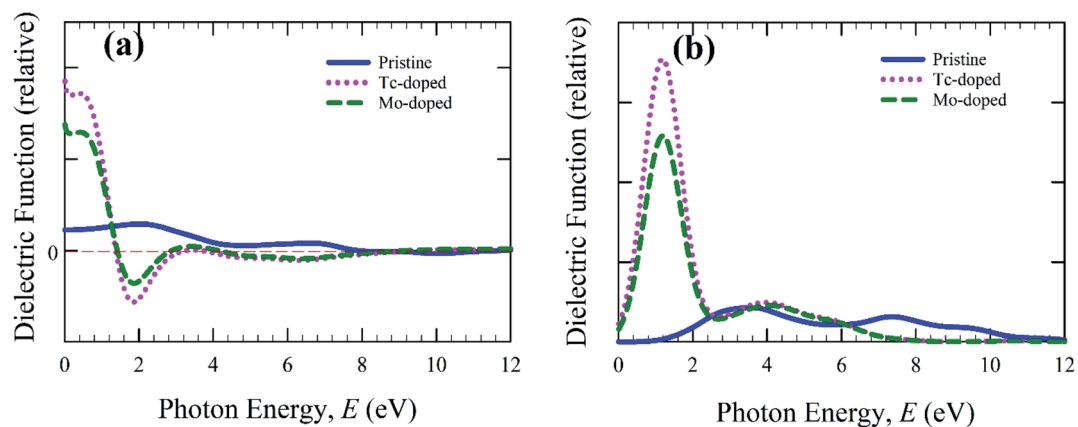 (a)
Pristine
Tc-doped
Mo-doped
Dielectric Function (relative)
0
0 2 4 6 8 10 12
Photon Energy, E (eV)
(b)
Pristine
Tc-doped
Mo-doped
Dielectric Function (relative)
0 2 4 6 8 10 12
Photon Energy, E (eV)